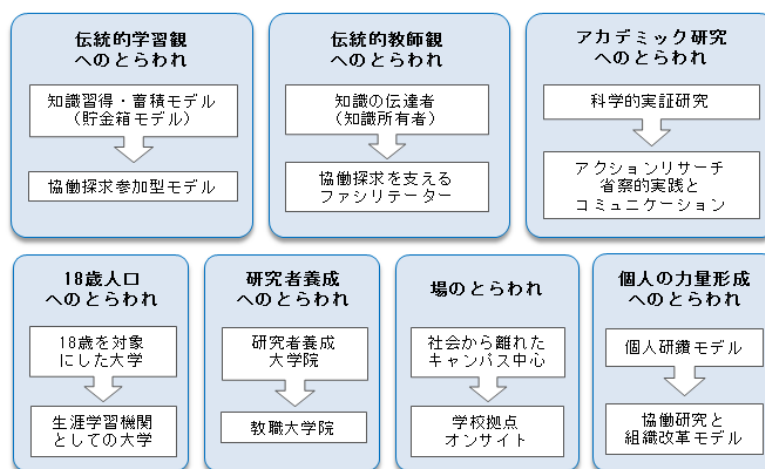 伝統的学習観
へのとらわれ
知識習得・蓄積モデル
(貯金箱モデル)
協働探求参加型モデル
伝統的教師観
へのとらわれ
知識の伝達者
(知識所有者)
協働探求を支える
ファシリテーター
アカデミック研究
へのとらわれ
科学的実証研究
アクションリサーチ
省察的実践と
コミュニケーション
18歳人口
へのとらわれ
18歳を対象
にした大学
生涯学習機関
としての大学
研究者養成
へのとらわれ
研究者養成
大学院
教職大学院
場のとらわれ
社会から離れた
キャンパス中心
学校拠点
オンサイト
個人の力量形成
へのとらわれ
個人研鑽モデル
協働研究と
組織改革モデル